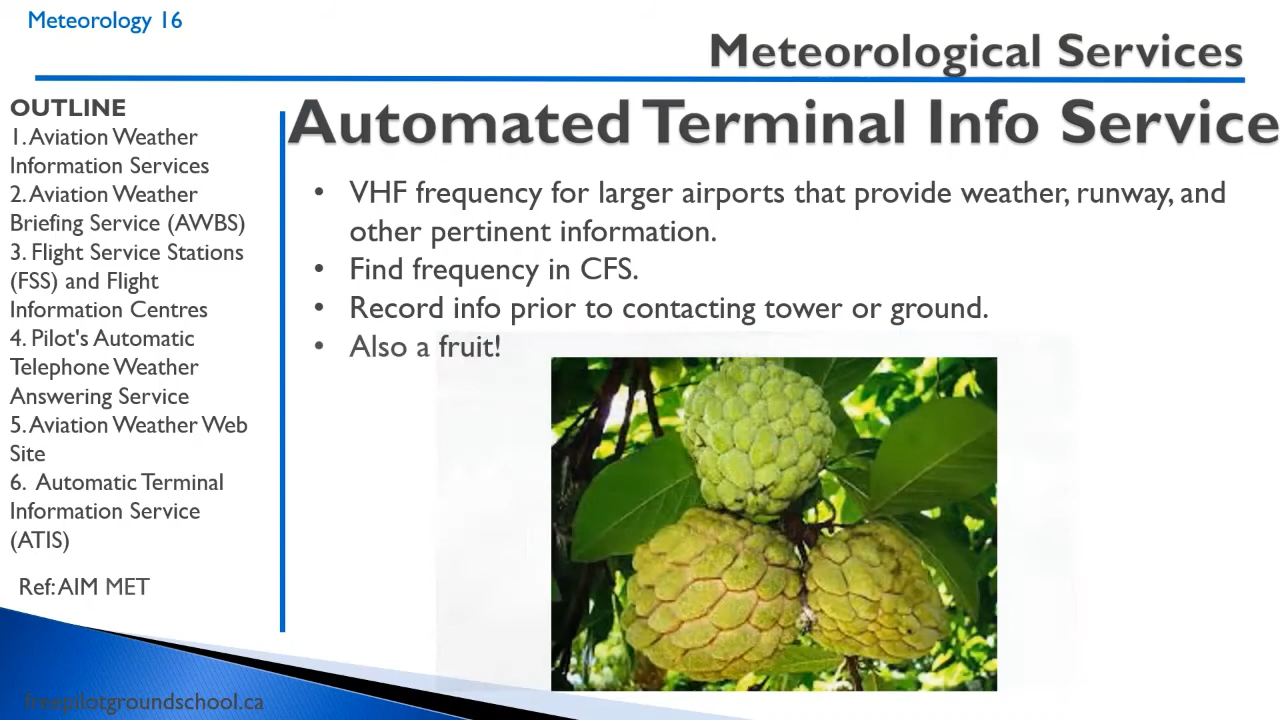 Meteorology 16
Meteorological Services
OUTLINE
1. Aviation Weather
Information Services
2. Aviation Weather
Briefing Service (AWBS)
3. Flight Service Stations
(FSS) and Flight
Information Centres
4. Pilot's Automatic
Telephone Weather
Answering Service
5. Aviation Weather Web
Site
6. Automatic Terminal
Information Service
(ATIS)
Ref: AIM MET
Automated Terminal Info Service
• VHF frequency for larger airports that provide weather, runway, and
other pertinent information.
• Find frequency in CFS.
• Record info prior to contacting tower or ground.
• Also a fruit!
freepilotgroundschool.ca